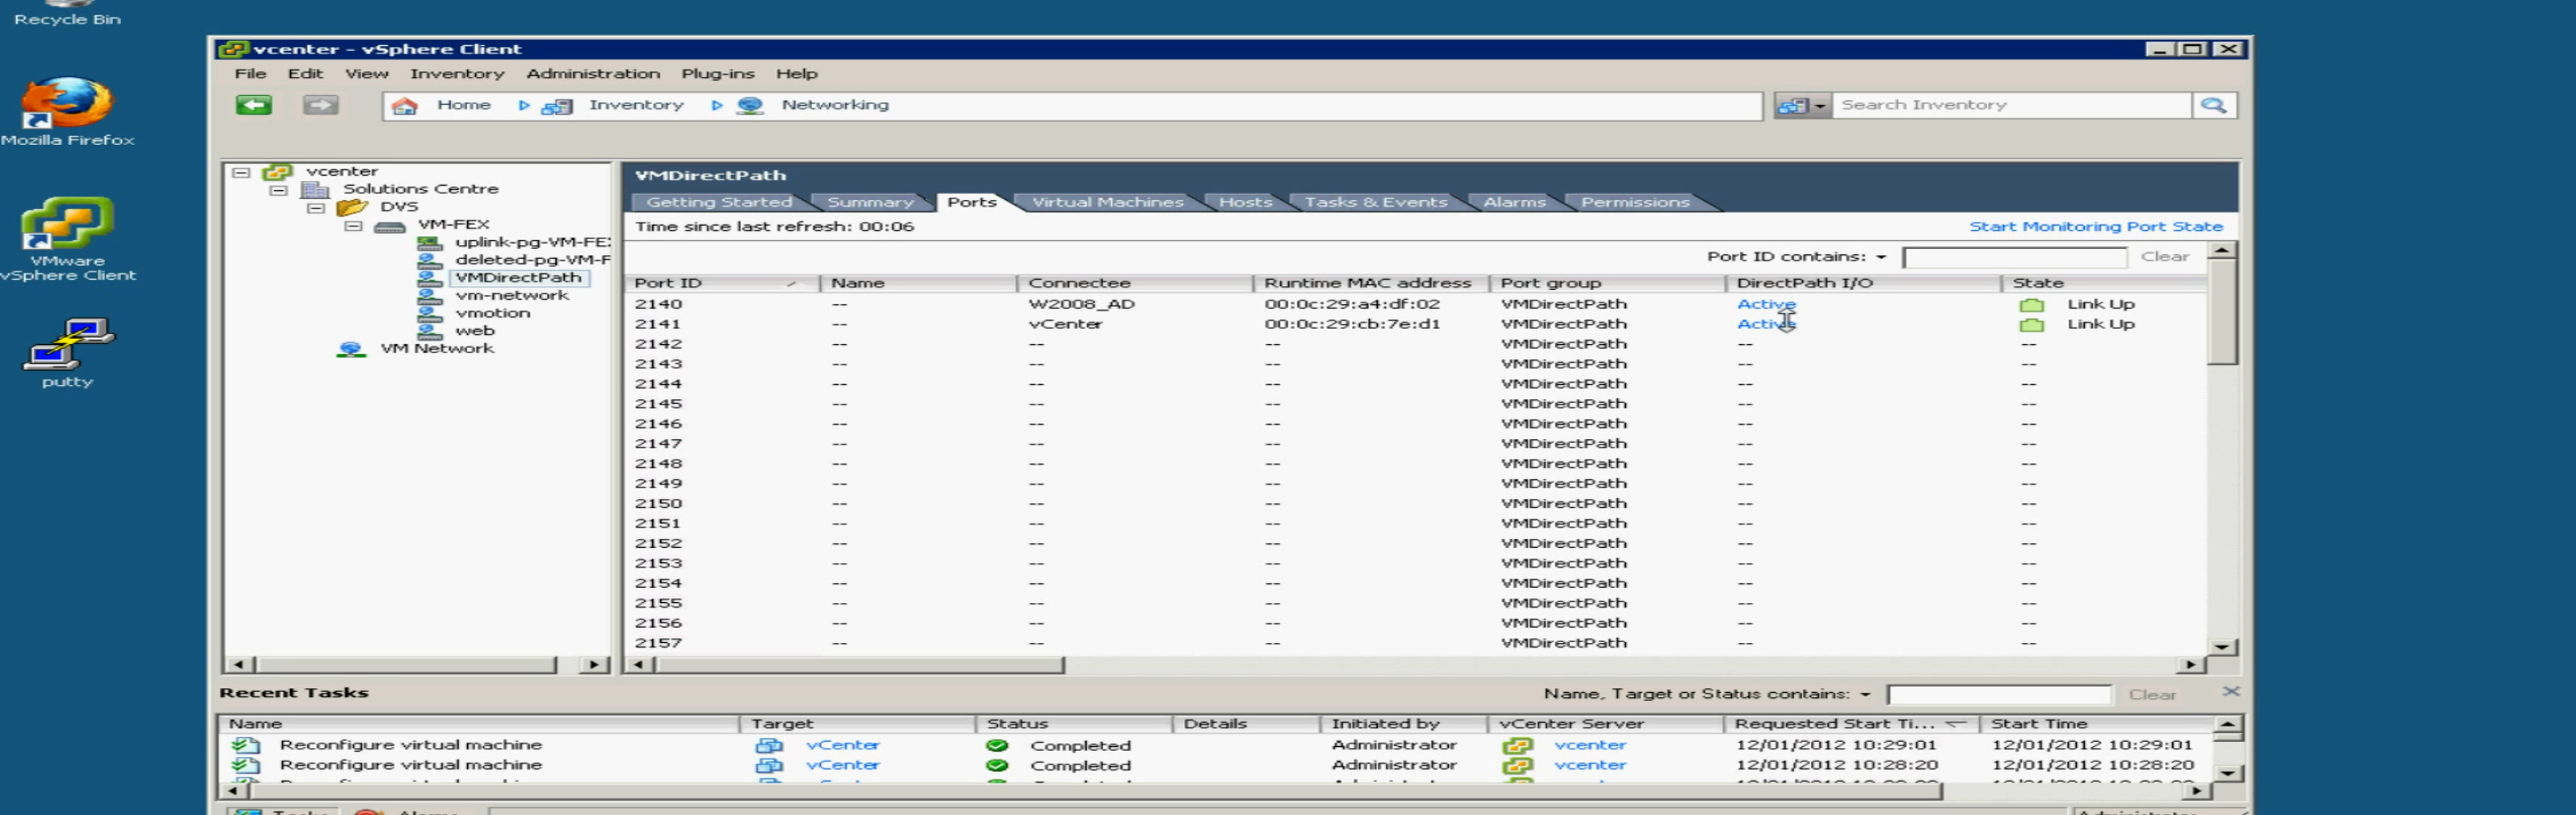 Recycle Bin
Mozilla Firefox
VMware
vSphere Client
putty
vcenter - vSphere Client
File Edit View Inventory Administration Plug-ins Help
Home Inventory Networking Search Inventory
vcenter
Solutions Centre
DVS
VM-FEX
uplink-pg-VM-FE
deleted-pg-VM-F
VMDirectPath
vm-network
vmotion
web
VM Network
VMDirectPath
Getting Started Summary Ports Virtual Machines Hosts Tasks & Events Alarms Permissions
Time since last refresh: 00:06 Start Monitoring Port State
Port ID contains: Clear
Port ID Name Connectee Runtime MAC address Port group DirectPath I/O State
2140 -- W2008_AD 00:0c:29:a4:df:02 VMDirectPath Active Link Up
2141 -- vCenter 00:0c:29:cb:7e:d1 VMDirectPath Active Link Up
2142 -- -- -- VMDirectPath -- --
2143 -- -- -- VMDirectPath -- --
2144 -- -- -- VMDirectPath -- --
2145 -- -- -- VMDirectPath -- --
2146 -- -- -- VMDirectPath -- --
2147 -- -- -- VMDirectPath -- --
2148 -- -- -- VMDirectPath -- --
2149 -- -- -- VMDirectPath -- --
2150 -- -- -- VMDirectPath -- --
2151 -- -- -- VMDirectPath -- --
2152 -- -- -- VMDirectPath -- --
2153 -- -- -- VMDirectPath -- --
2154 -- -- -- VMDirectPath -- --
2155 -- -- -- VMDirectPath -- --
2156 -- -- -- VMDirectPath -- --
2157 -- -- -- VMDirectPath -- --
Recent Tasks Name, Target or Status contains: Clear
Name Target Status Details Initiated by vCenter Server Requested Start Ti... Start Time
Reconfigure virtual machine vCenter Completed Administrator vcenter 12/01/2012 10:29:01 12/01/2012 10:29:01
Reconfigure virtual machine vCenter Completed Administrator vcenter 12/01/2012 10:28:20 12/01/2012 10:28:20